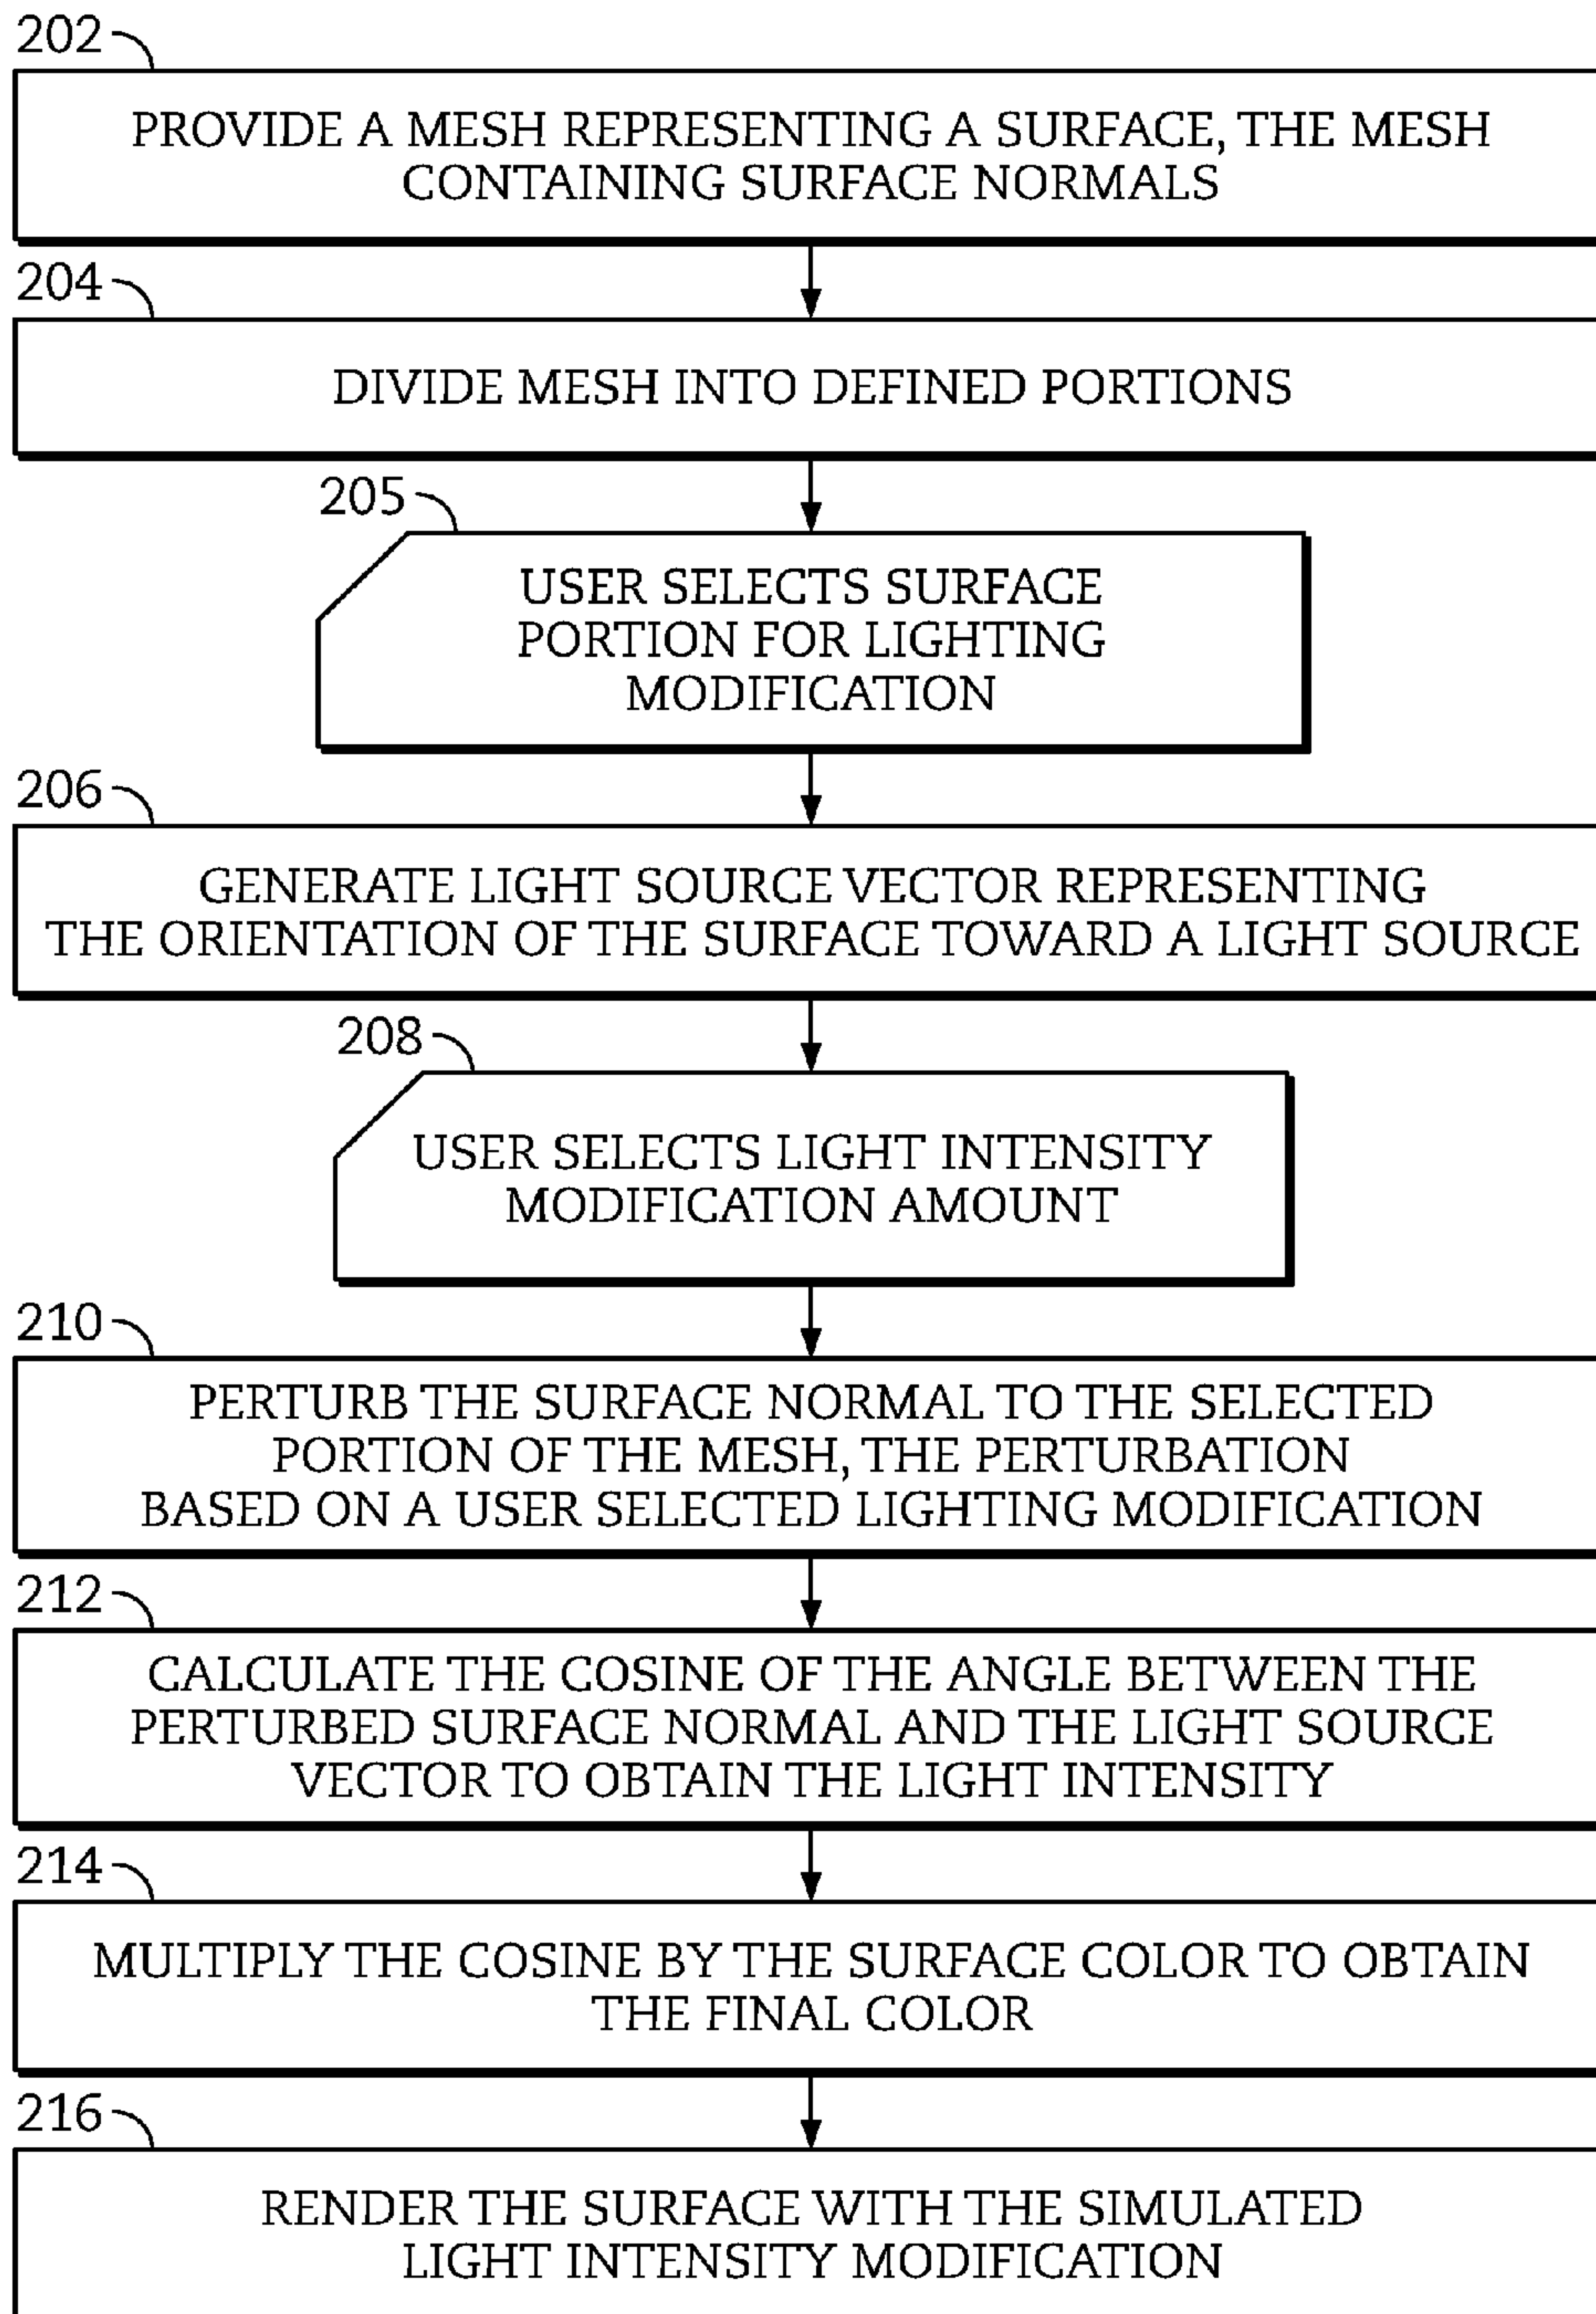 202
PROVIDE A MESH REPRESENTING A SURFACE, THE MESH
CONTAINING SURFACE NORMALS
204
DIVIDE MESH INTO DEFINED PORTIONS
205
USER SELECTS SURFACE
PORTION FOR LIGHTING
MODIFICATION
206
GENERATE LIGHT SOURCE VECTOR REPRESENTING
THE ORIENTATION OF THE SURFACE TOWARD A LIGHT SOURCE
208
USER SELECTS LIGHT INTENSITY
MODIFICATION AMOUNT
210
PERTURB THE SURFACE NORMAL TO THE SELECTED
PORTION OF THE MESH, THE PERTURBATION
BASED ON A USER SELECTED LIGHTING MODIFICATION
212
CALCULATE THE COSINE OF THE ANGLE BETWEEN THE
PERTURBED SURFACE NORMAL AND THE LIGHT SOURCE
VECTOR TO OBTAIN THE LIGHT INTENSITY
214
MULTIPLY THE COSINE BY THE SURFACE COLOR TO OBTAIN
THE FINAL COLOR
216
RENDER THE SURFACE WITH THE SIMULATED
LIGHT INTENSITY MODIFICATION